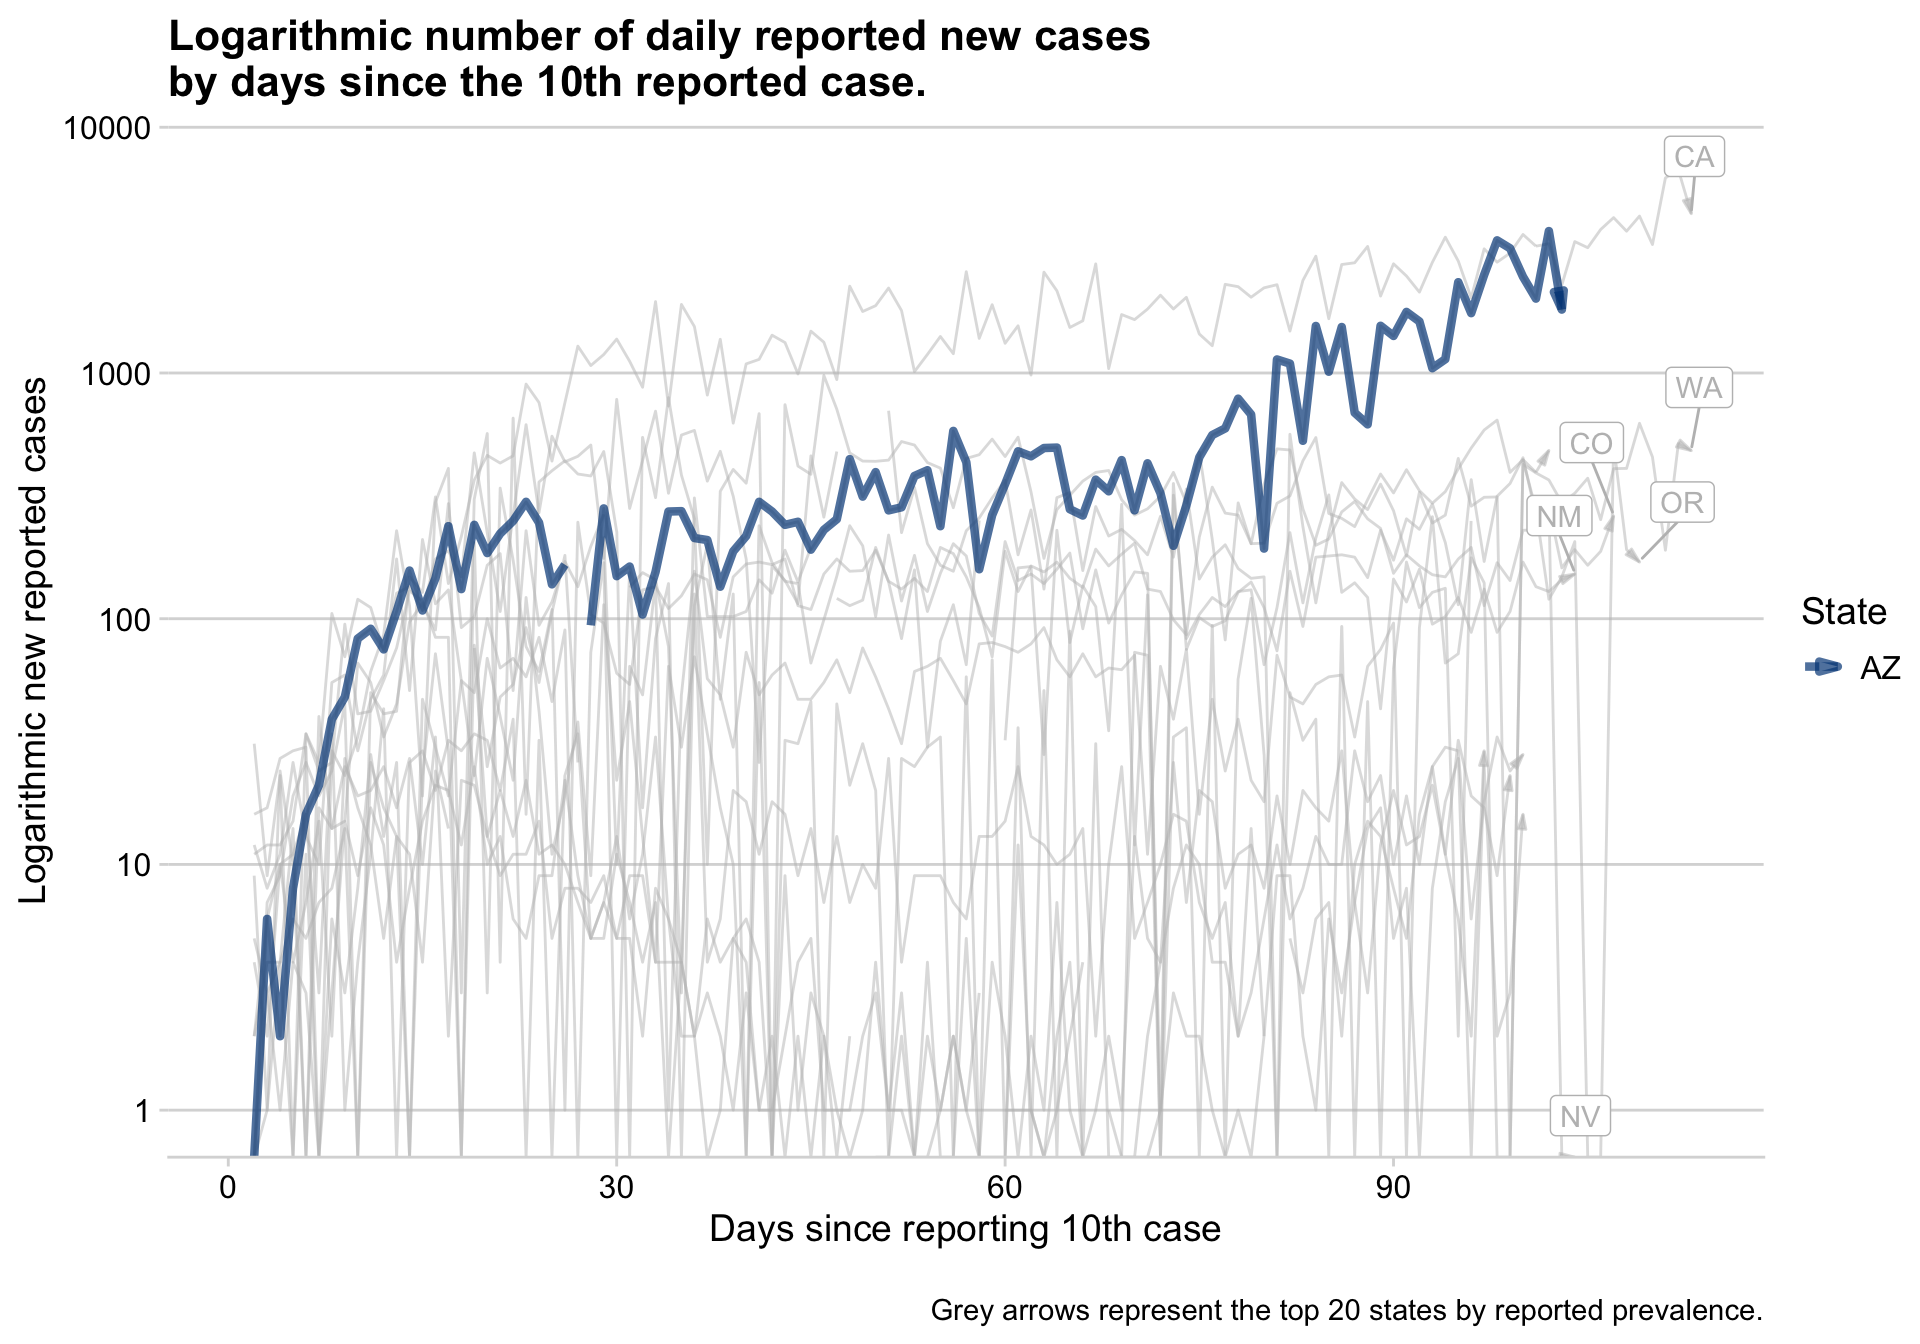 Logarithmic number of daily reported new cases
by days since the 10th reported case.
10000
1000
100
10
1
Logarithmic new reported cases
CA
WA
CO
OR
NM
NV
State
AZ
0
30
60
90
Days since reporting 10th case
Grey arrows represent the top 20 states by reported prevalence.